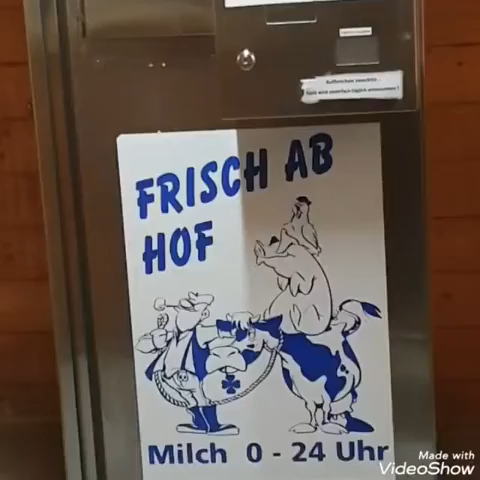 FRISCH AB
HOF
Milch 0 - 24 Uhr
Made with
VideoShow